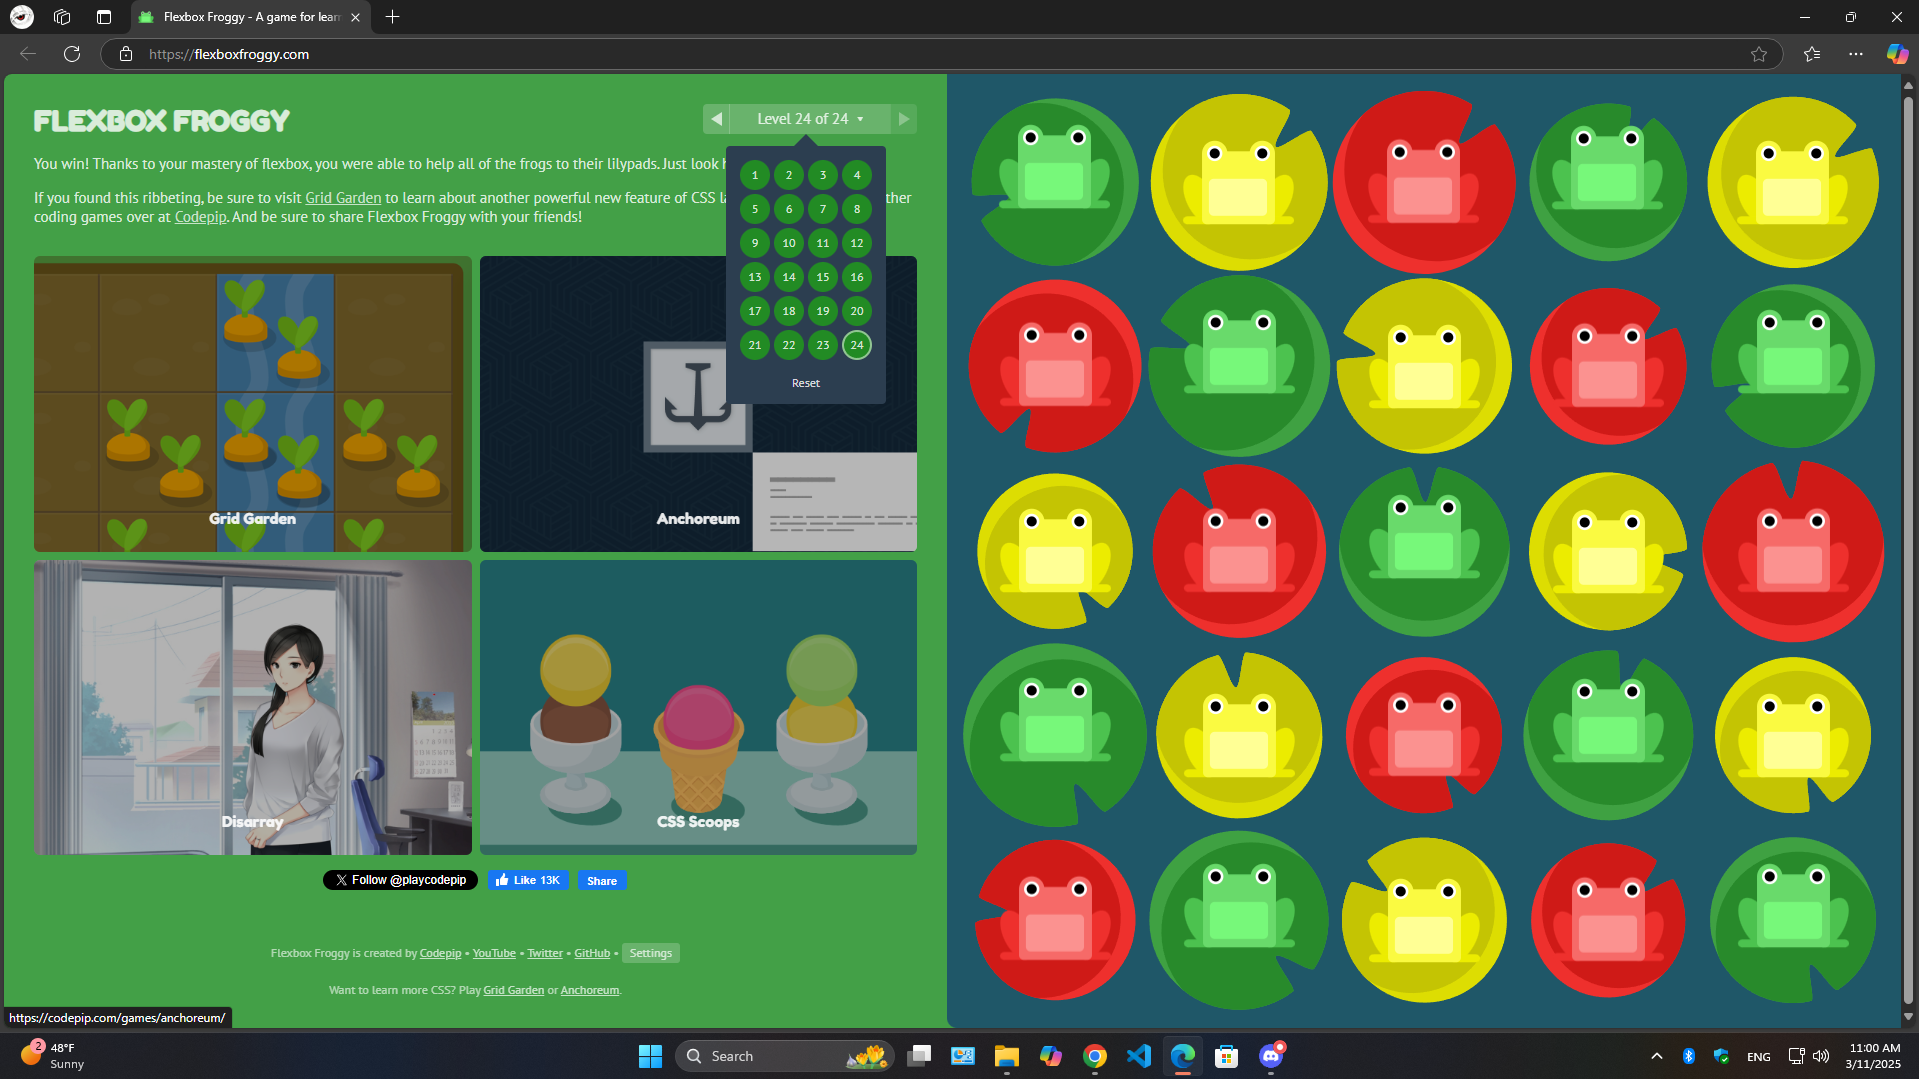 Flexbox Froggy - A game for lear
https://flexboxfroggy.com
FLEXBOX FROGGY
Level 24 of 24
You win! Thanks to your mastery of flexbox, you were able to help all of the frogs to their lilypads. Just look
If you found this ribbeting, be sure to visit Grid Garden to learn about another powerful new feature of CSS ther
coding games over at Codepip. And be sure to share Flexbox Froggy with your friends!
1 2 3 4
5 6 7 8
9 10 11 12
13 14 15 16
17 18 19 20
21 22 23 24
Reset
Grid Garden
Anchoreum
Disarray
CSS Scoops
Follow @playcodepip
Like 13K
Share
Flexbox Froggy is created by Codepip • YouTube • Twitter • GitHub • Settings
Want to learn more CSS? Play Grid Garden or Anchoreum.
https://codepip.com/games/anchoreum/
2
48°F
Sunny
Search
ENG
11:00 AM
3/11/2025